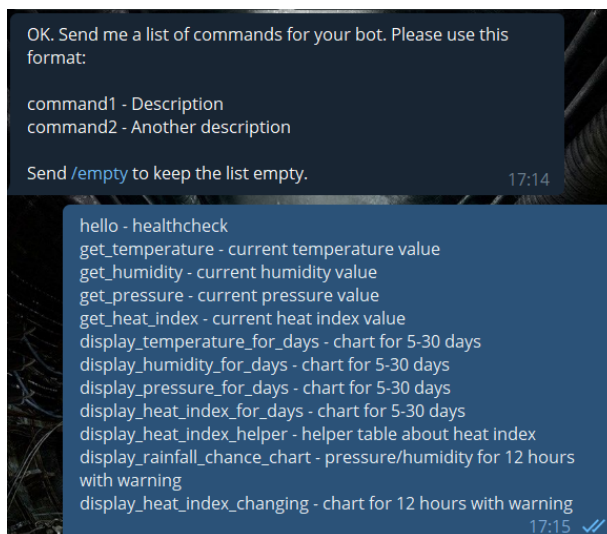 OK. Send me a list of commands for your bot. Please use this
format:
command1 - Description
command2 - Another description
Send /empty to keep the list empty.
17:14
hello - healthcheck
get_temperature - current temperature value
get_humidity - current humidity value
get_pressure - current pressure value
get_heat_index - current heat index value
display_temperature_for_days - chart for 5-30 days
display_humidity_for_days - chart for 5-30 days
display_pressure_for_days - chart for 5-30 days
display_heat_index_for_days - chart for 5-30 days
display_heat_index_helper - helper table about heat index
display_rainfall_chance_chart - pressure/humidity for 12 hours
with warning
display_heat_index_changing - chart for 12 hours with warning
17:15